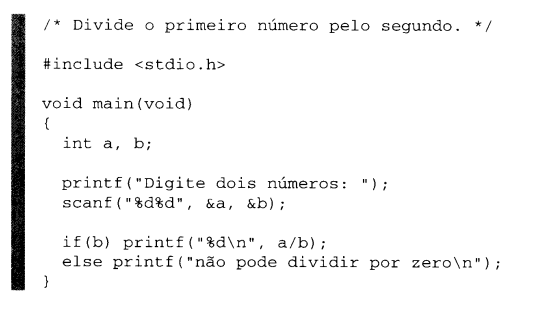 /* Divide o primeiro número pelo segundo. */
#include <stdio.h>
void main(void)
{
int a, b;
printf("Digite dois números: ");
scanf("%d%d", &a, &b);
if(b) printf("%d\n", a/b);
else printf("não pode dividir por zero\n");
}